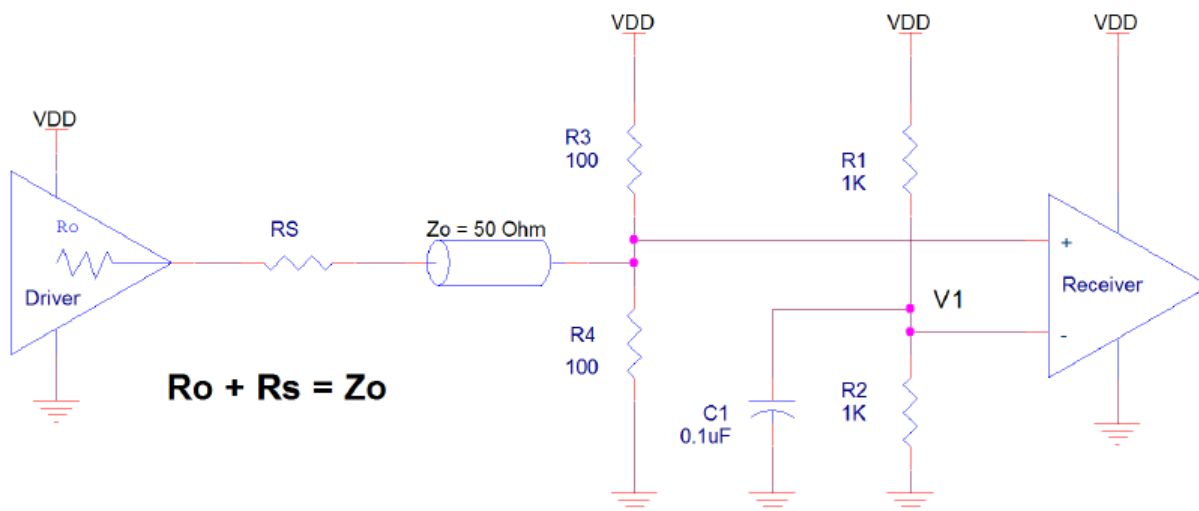 VDD
VDD
VDD
VDD
R3
100
R1
1K
Ro
RS
Zo = 50 Ohm
+
Driver
Receiver
V1
-
R4
100
Ro + Rs = Zo
R2
1K
C1
0.1uF